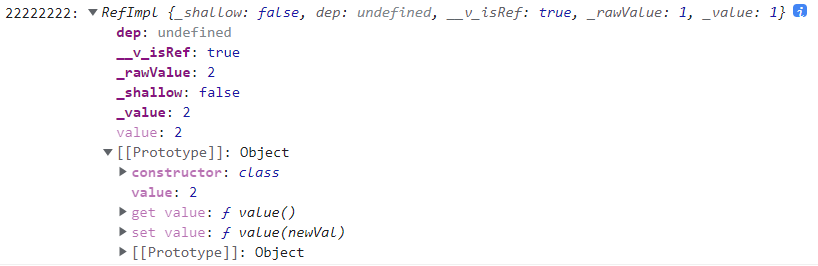 22222222: ▼RefImpl {_shallow: false, dep: undefined, __v_isRef: true, _rawValue: 1, _value: 1} i
dep: undefined
__v_isRef: true
_rawValue: 2
_shallow: false
_value: 2
value: 2
▼[[Prototype]]: Object
▶constructor: class
value: 2
▶get value: ƒ value()
▶set value: ƒ value(newVal)
▶[[Prototype]]: Object